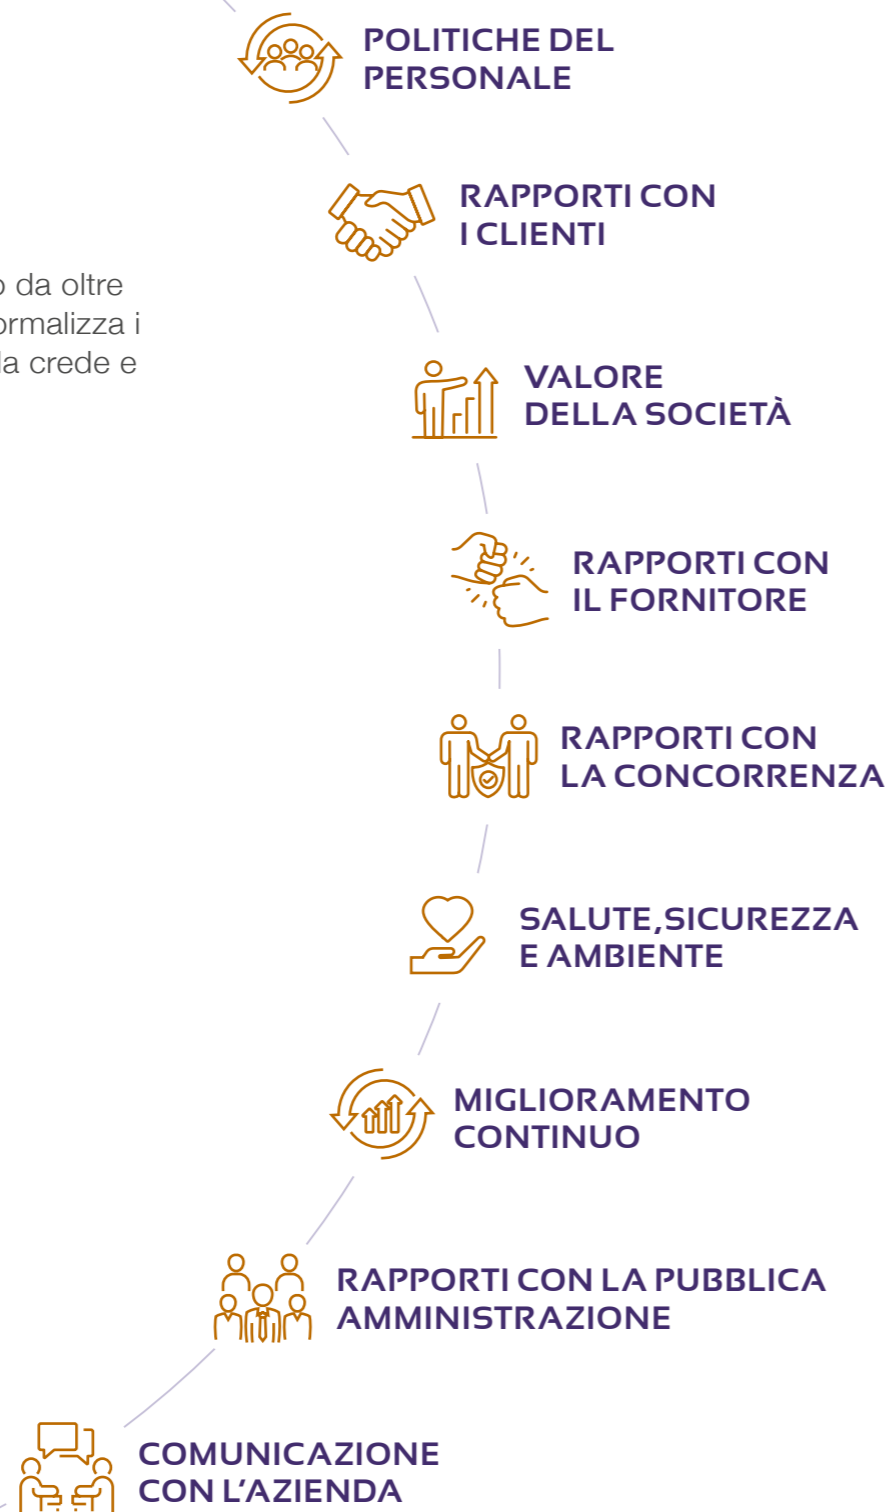 POLITICHE DEL
PERSONALE
RAPPORTI CON
I CLIENTI
o da oltre
ormalizza i
la crede e
VALORE
DELLA SOCIETÀ
RAPPORTI CON
IL FORNITORE
RAPPORTI CON
LA CONCORRENZA
SALUTE,SICUREZZA
E AMBIENTE
MIGLIORAMENTO
CONTINUO
RAPPORTI CON LA PUBBLICA
AMMINISTRAZIONE
COMUNICAZIONE
CON L'AZIENDA